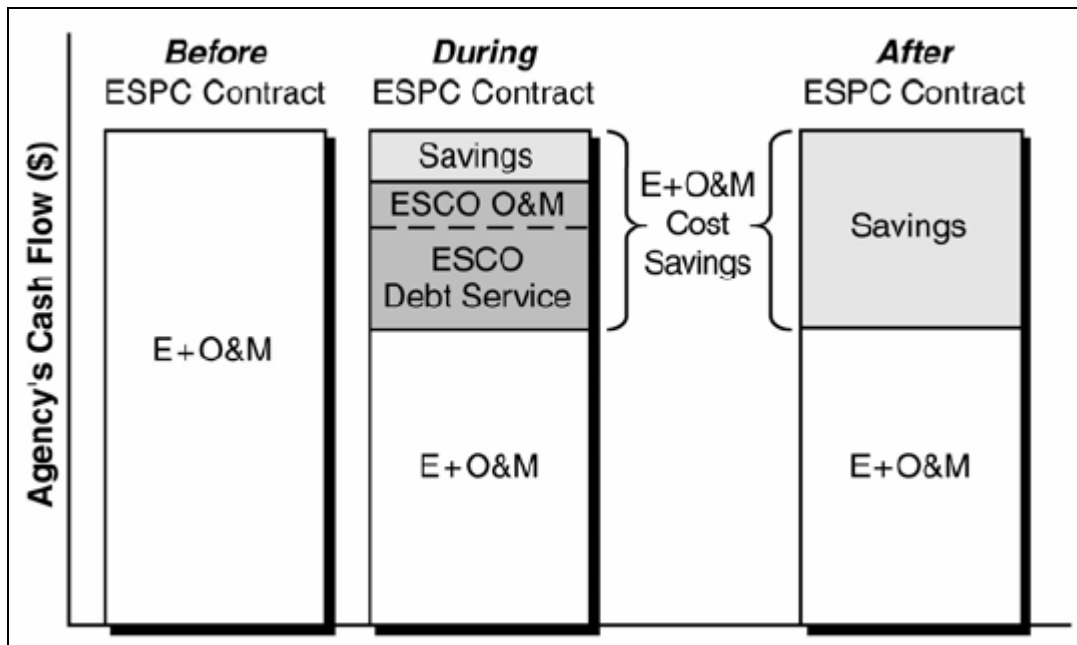 Agency's Cash Flow ($)
Before
ESPC Contract
E+O&M
During
ESPC Contract
Savings
ESCO O&M
ESCO
Debt Service
E+O&M
E+O&M
Cost
Savings
After
ESPC Contract
Savings
E+O&M